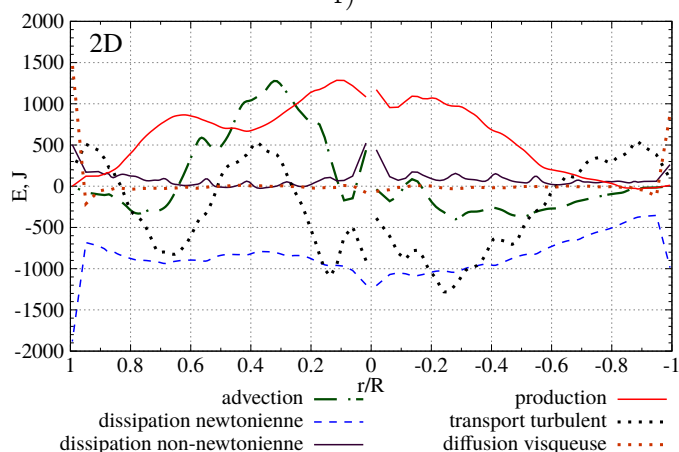 1)
2D
2000
1500
1000
500
0
-500
-1000
-1500
-2000
E, J
1 0.8 0.6 0.4 0.2 0 -0.2 -0.4 -0.6 -0.8 -1
r/R
advection production
dissipation newtonienne transport turbulent
dissipation non-newtonienne diffusion visqueuse